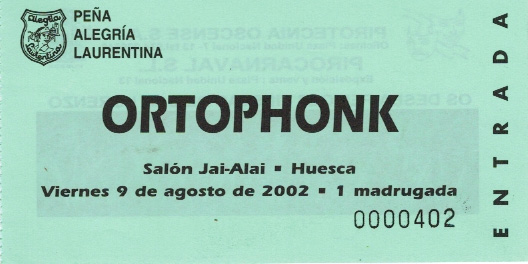 PEÑA
ALEGRÍA
LAURENTINA
ORTOPHONK
Salón Jai-Alai ▪ Huesca
Viernes 9 de agosto de 2002 ▪ 1 madrugada
0000402
ENTRADA